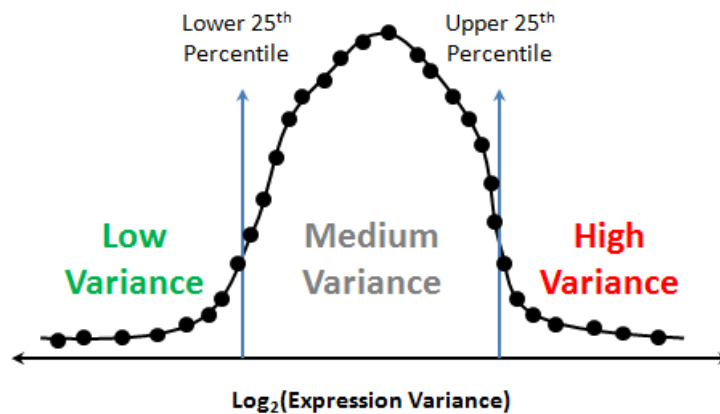 Lower 25th
Percentile
Upper 25th
Percentile
Low
Variance
Medium
Variance
High
Variance
Log2(Expression Variance)